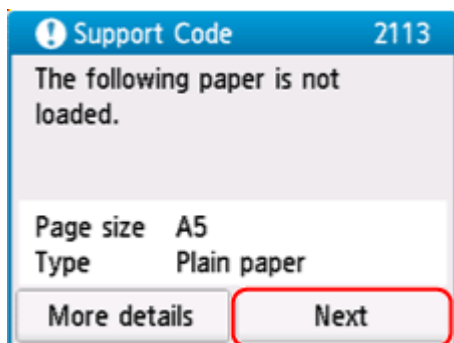 Support Code 2113
The following paper is not
loaded.
Page size A5
Type Plain paper
More details Next